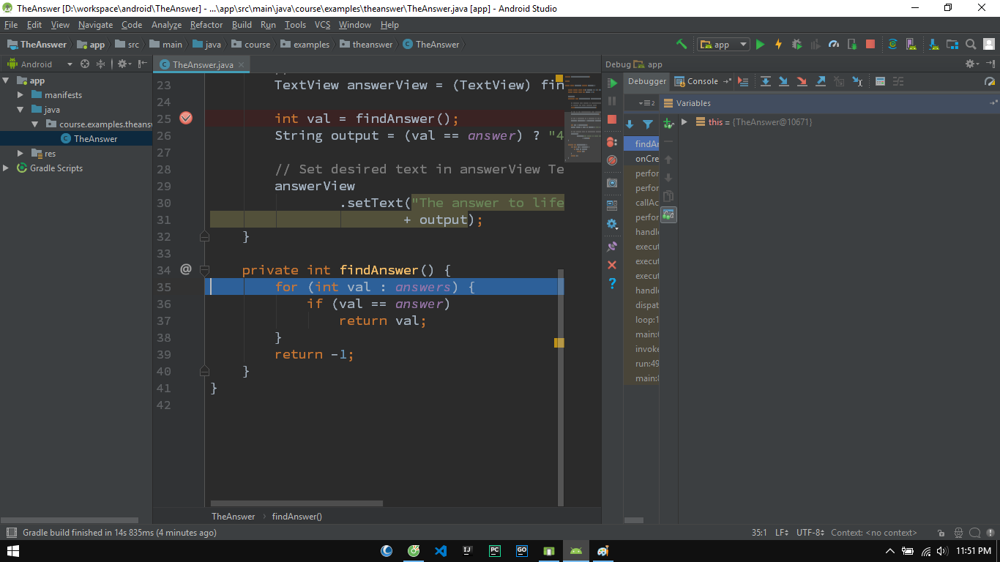 TheAnswer [D:\workspace\android\TheAnswer] - ...\app\src\main\java\course\examples\theanswer\TheAnswer.java [app] - Android Studio
File Edit View Navigate Code Analyze Refactor Build Run Tools VCS Window Help
TheAnswer app src main java course examples theanswer TheAnswer app
Android
app
manifests
java
course.examples.theansw
TheAnswer
res
Gradle Scripts
TheAnswer.java
23 TextView answerView = (TextView) fin
24
25 int val = findAnswer();
26 String output = (val == answer) ? "4
27
28 // Set desired text in answerView Te
29 answerView
30 .setText("The answer to life
31 + output);
32 }
33
34 @ private int findAnswer() {
35 for (int val : answers) {
36 if (val == answer)
37 return val;
38 }
39 return -1;
40 }
41 }
42
TheAnswer findAnswer()
Debug app
Debugger Console
2 Variables
this = {TheAnswer@10671}
findAn
onCre
perfor
perfor
callAc
perfor
handle
execut
execut
execut
handle
dispat
loop:1
main:6
invoke
run:49
main:8
Gradle build finished in 14s 835ms (4 minutes ago) 35:1 LF UTF-8 Context: <no context>
IJ PC GO 11:51 PM